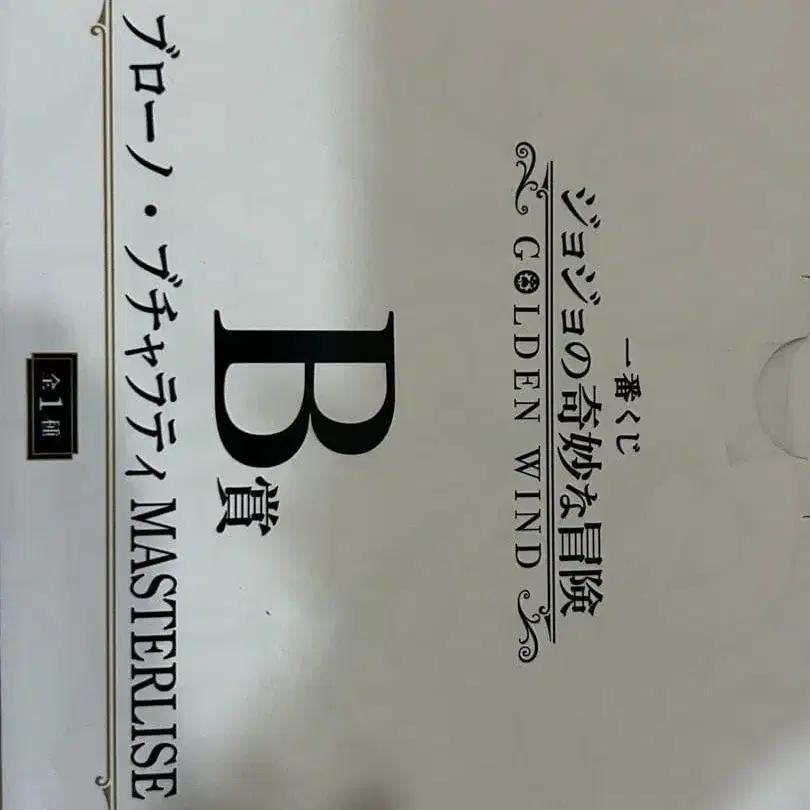 一番くじ
ジョジョの奇妙な冒険
GOLDEN WIND
B賞
ブローノ・ブチャラティ MASTERLISE
全1種